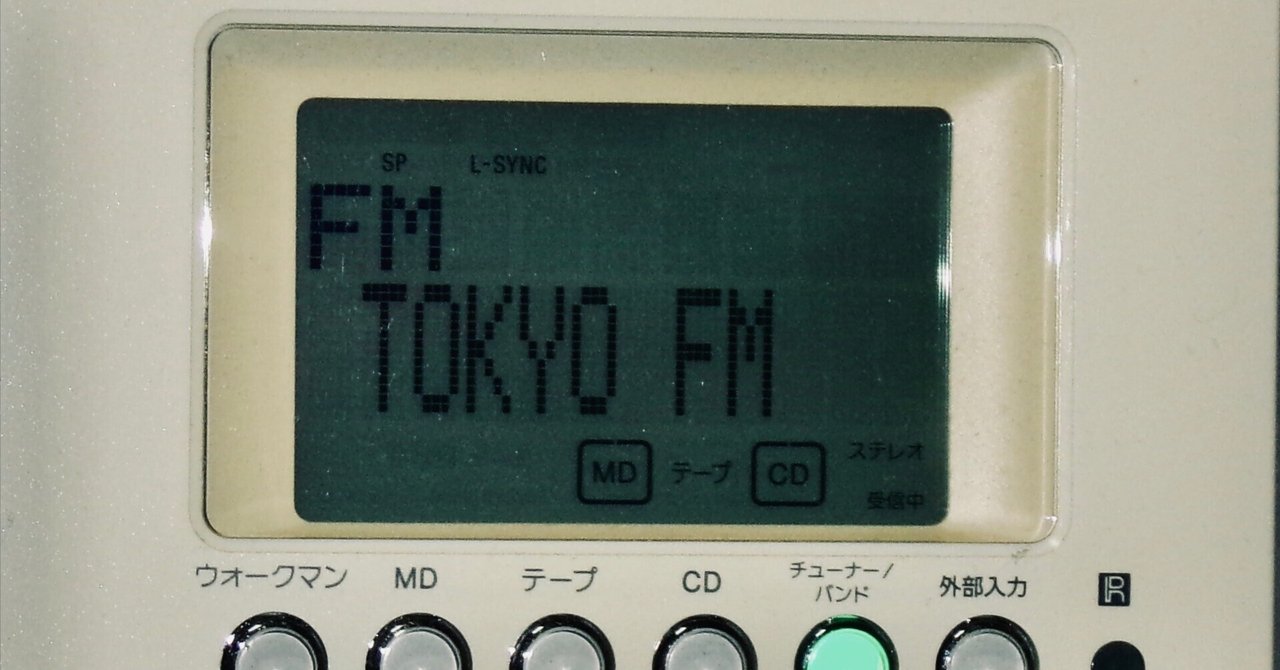 SP L-SYNC
FM
TOKYO FM
MD テープ CD ステレオ
受信中
ウォークマン MD テープ CD チューナー/バンド 外部入力 R